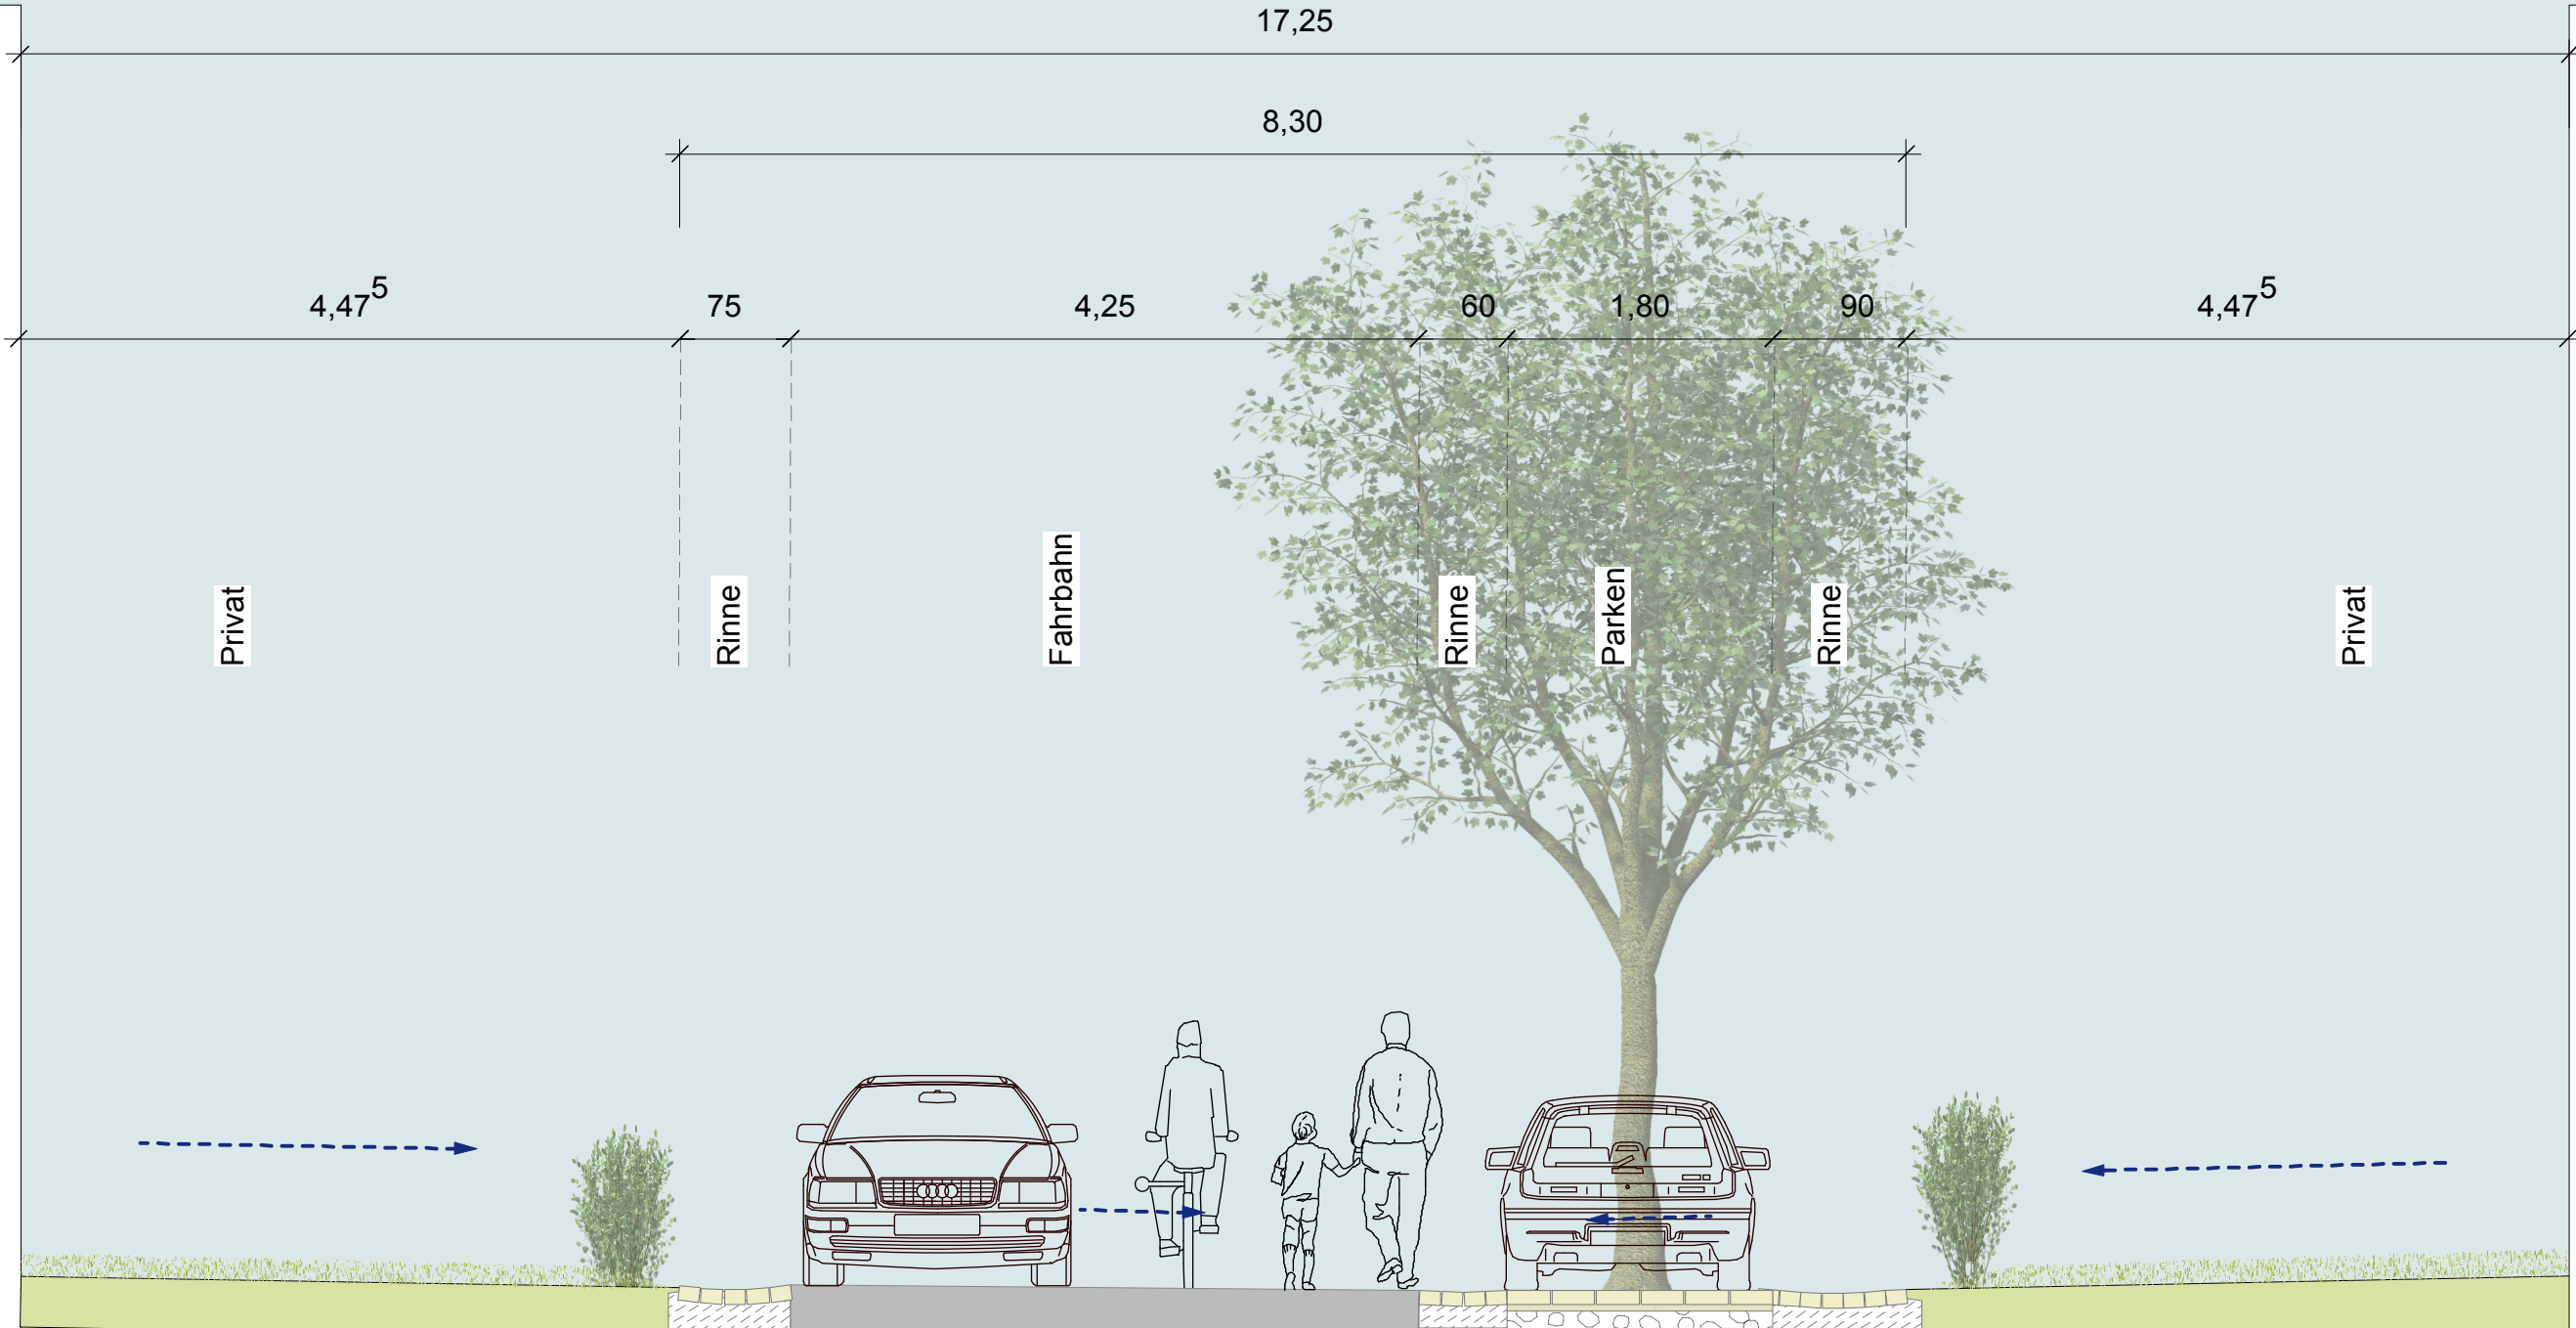 17,25
8,30
4,47⁵ 75 4,25 60 1,80 90 4,47⁵
Privat Rinne Fahrbahn Rinne Parken Rinne Privat